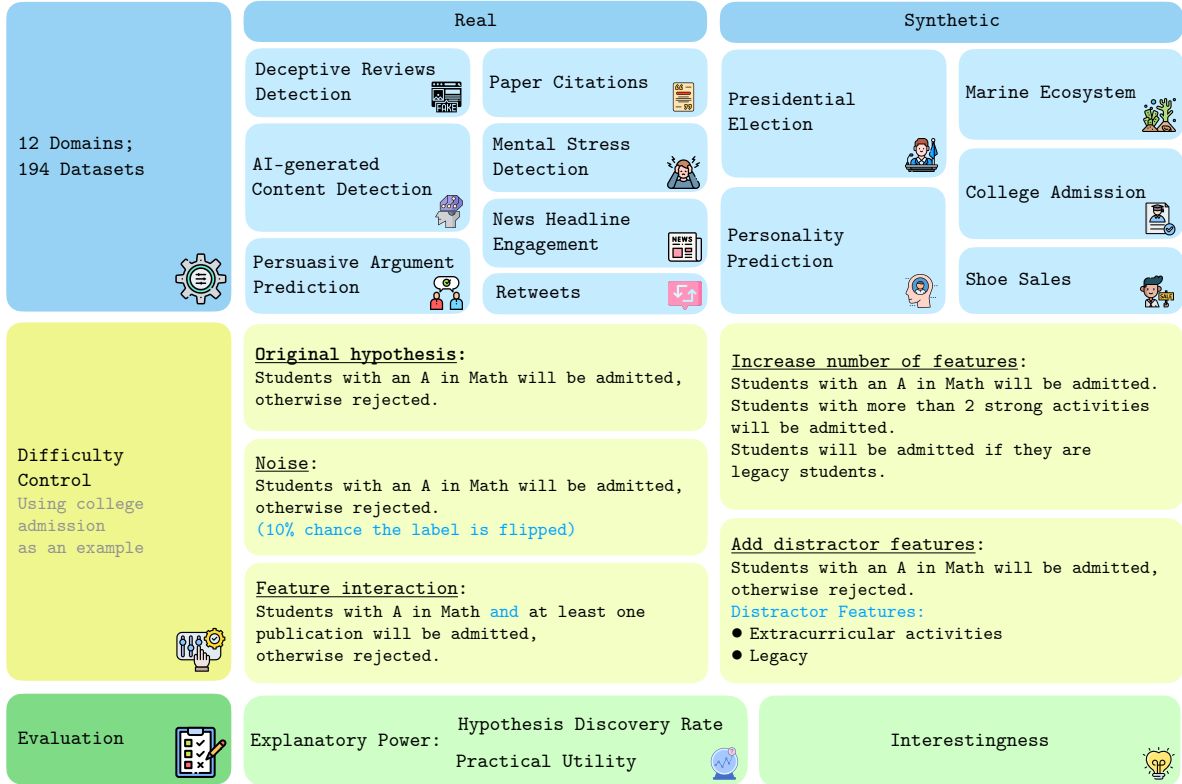 12 Domains;
194 Datasets
Real
Deceptive Reviews
Detection
FAKE
Paper Citations
AI-generated
Content Detection
Mental Stress
Detection
News Headline
Engagement
NEWS
Persuasive Argument
Prediction
Retweets
Synthetic
Presidential
Election
Marine Ecosystem
College Admission
Personality
Prediction
Shoe Sales
SALE
Difficulty
Control
Using college
admission
as an example
Original hypothesis:
Students with an A in Math will be admitted,
otherwise rejected.
Noise:
Students with an A in Math will be admitted,
otherwise rejected.
(10% chance the label is flipped)
Feature interaction:
Students with A in Math and at least one
publication will be admitted,
otherwise rejected.
Increase number of features:
Students with an A in Math will be admitted.
Students with more than 2 strong activities
will be admitted.
Students will be admitted if they are
legacy students.
Add distractor features:
Students with an A in Math will be admitted,
otherwise rejected.
Distractor Features:
● Extracurricular activities
● Legacy
Evaluation
Explanatory Power:
Hypothesis Discovery Rate
Practical Utility
Interestingness